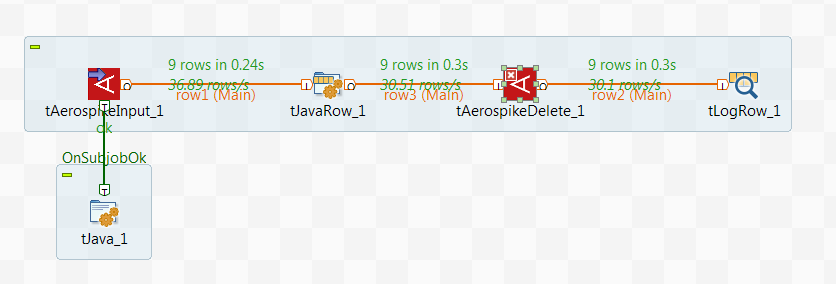 9 rows in 0.24s 9 rows in 0.3s 9 rows in 0.3s
36.89 rows/s 30.51 rows/s 30.1 rows/s
row1 (Main) row3 (Main) row2 (Main)
tAerospikeInput_1 tJavaRow_1 tAerospikeDelete_1 tLogRow_1
ok
OnSubjobOk
tJava_1